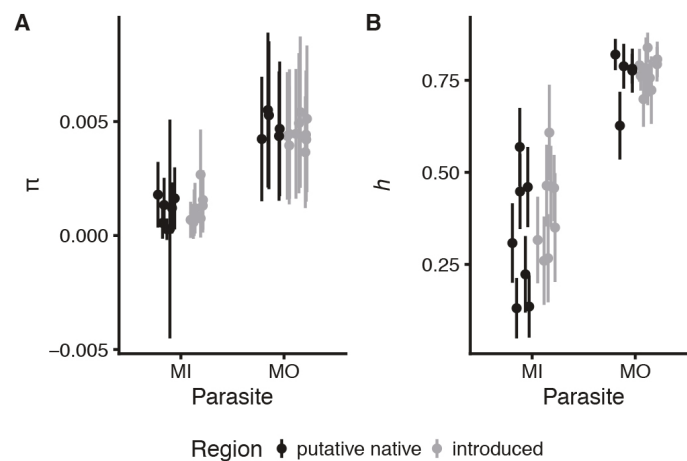 A
B
π
0.005
0.000
−0.005
MI
MO
Parasite
h
0.75
0.50
0.25
MI
MO
Parasite
Region putative native introduced